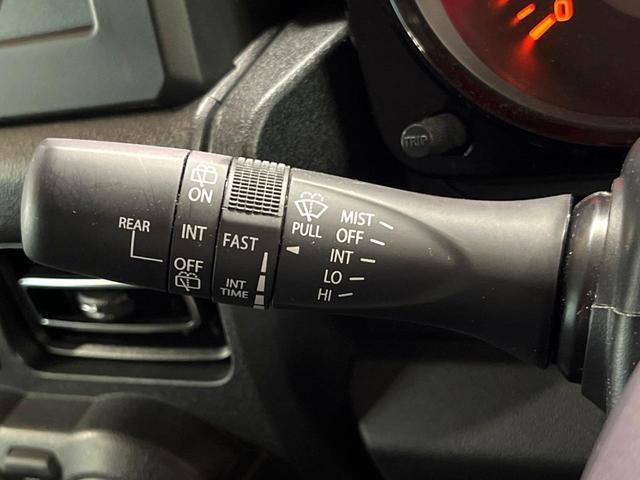 TRIP
REAR
ON
INT
OFF
FAST
INT
TIME
PULL
MIST
OFF
INT
LO
HI